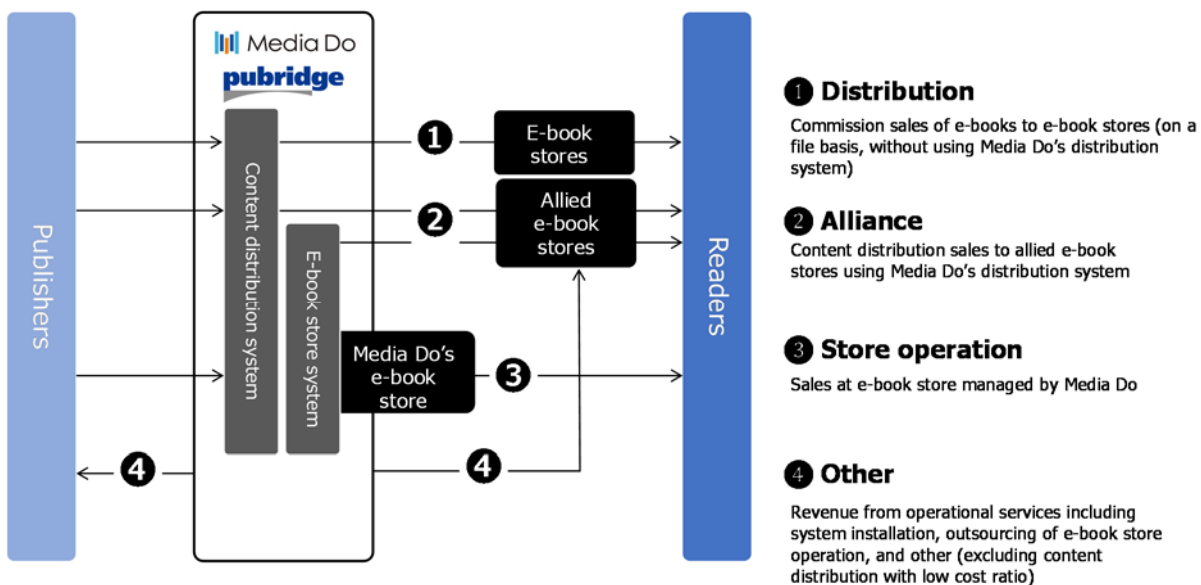 Publishers
Media Do
pubridge
Content distribution system
E-book store system
Media Do's
e-book
store
1
E-book
stores
2
Allied
e-book
stores
3
4
4
Readers
1 Distribution
Commission sales of e-books to e-book stores (on a
file basis, without using Media Do's distribution
system)
2 Alliance
Content distribution sales to allied e-book
stores using Media Do's distribution system
3 Store operation
Sales at e-book store managed by Media Do
4 Other
Revenue from operational services including
system installation, outsourcing of e-book store
operation, and other (excluding content
distribution with low cost ratio)